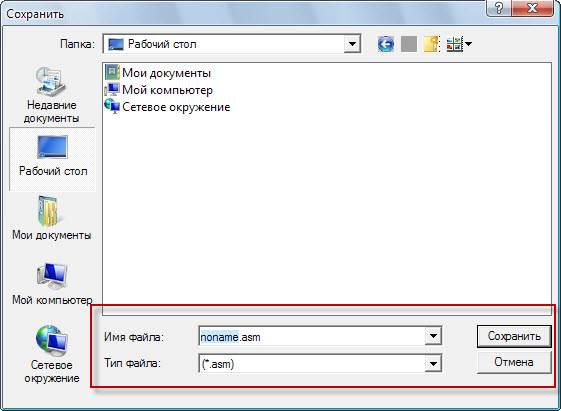 Сохранить
Папка: Рабочий стол
Мои документы
Мой компьютер
Сетевое окружение
Недавние
документы
Рабочий стол
Мои документы
Мой компьютер
Сетевое
окружение
Имя файла: noname.asm Сохранить
Тип файла: (*.asm) Отмена